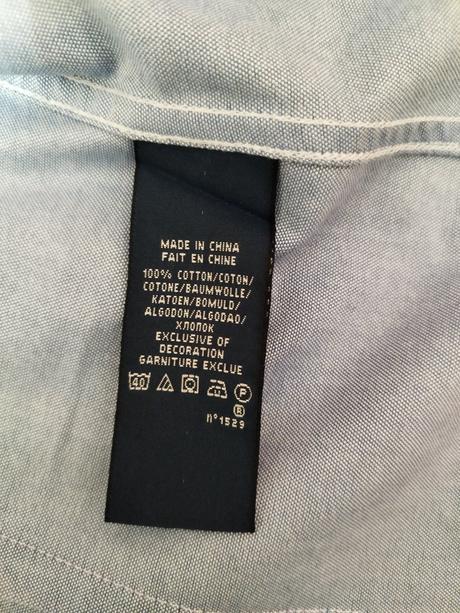 MADE IN CHINA
FAIT EN CHINE
100% COTTON/COTON/
COTONE/BAUMWOLLE/
KATOEN/BOMULD/
ALGODON/ALGODAO/
ХЛОПОК
EXCLUSIVE OF
DECORATION
GARNITURE EXCLUE
40 P
®
n°1529